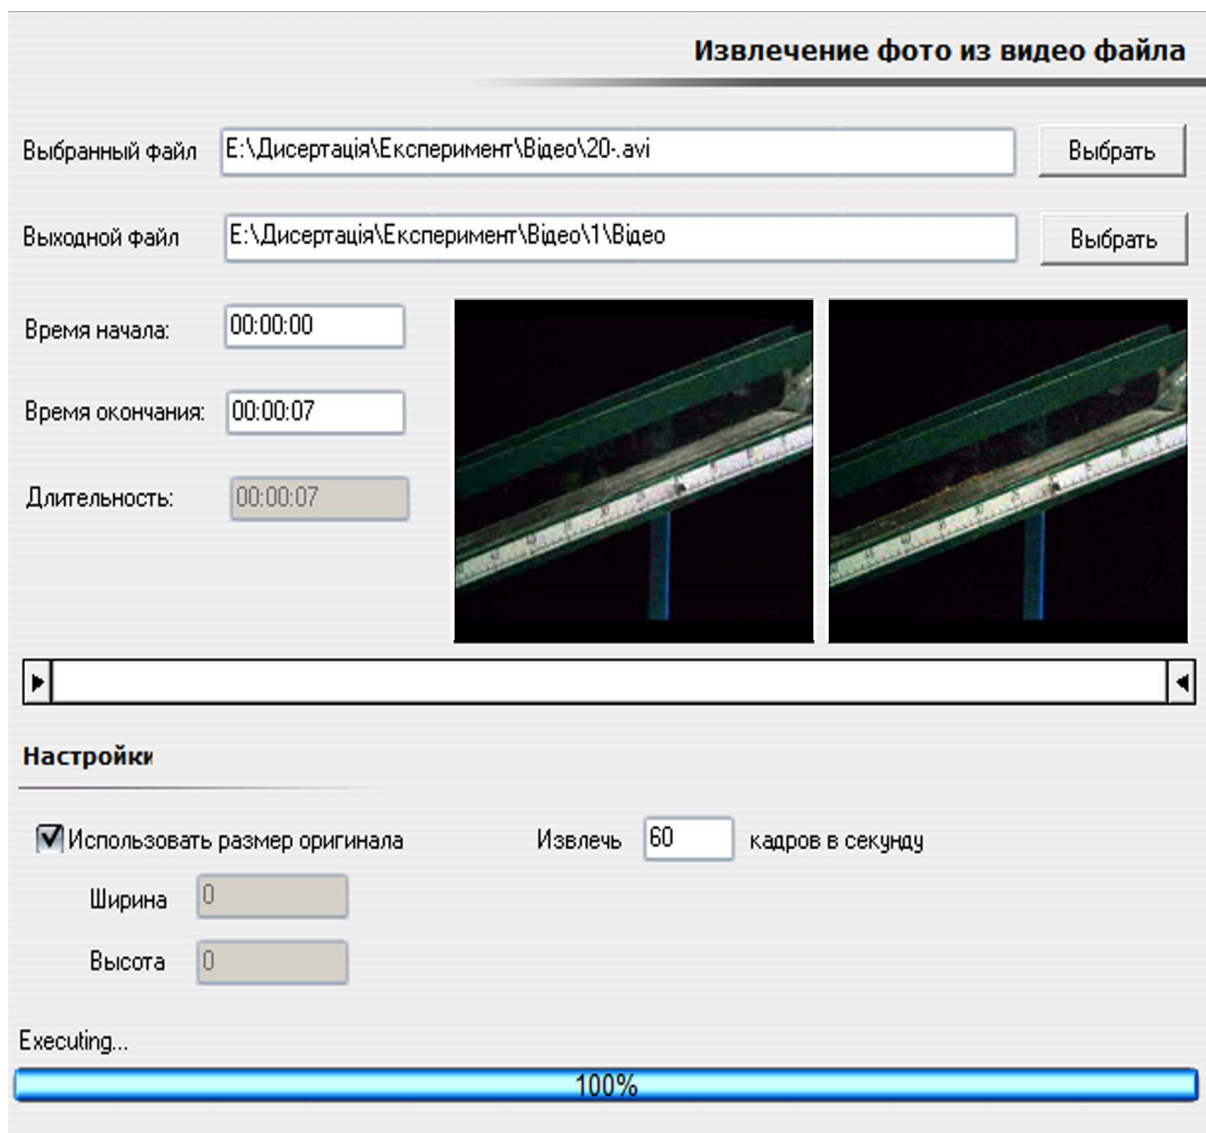 Извлечение фото из видео файла
Выбранный файл E:\Дисертація\Експеримент\Відео\20-.avi Выбрать
Выходной файл E:\Дисертація\Експеримент\Відео\1\Відео Выбрать
Время начала: 00:00:00
Время окончания: 00:00:07
Длительность: 00:00:07
Настройки
Использовать размер оригинала Извлечь 60 кадров в секунду
Ширина 0
Высота 0
Executing...
100%